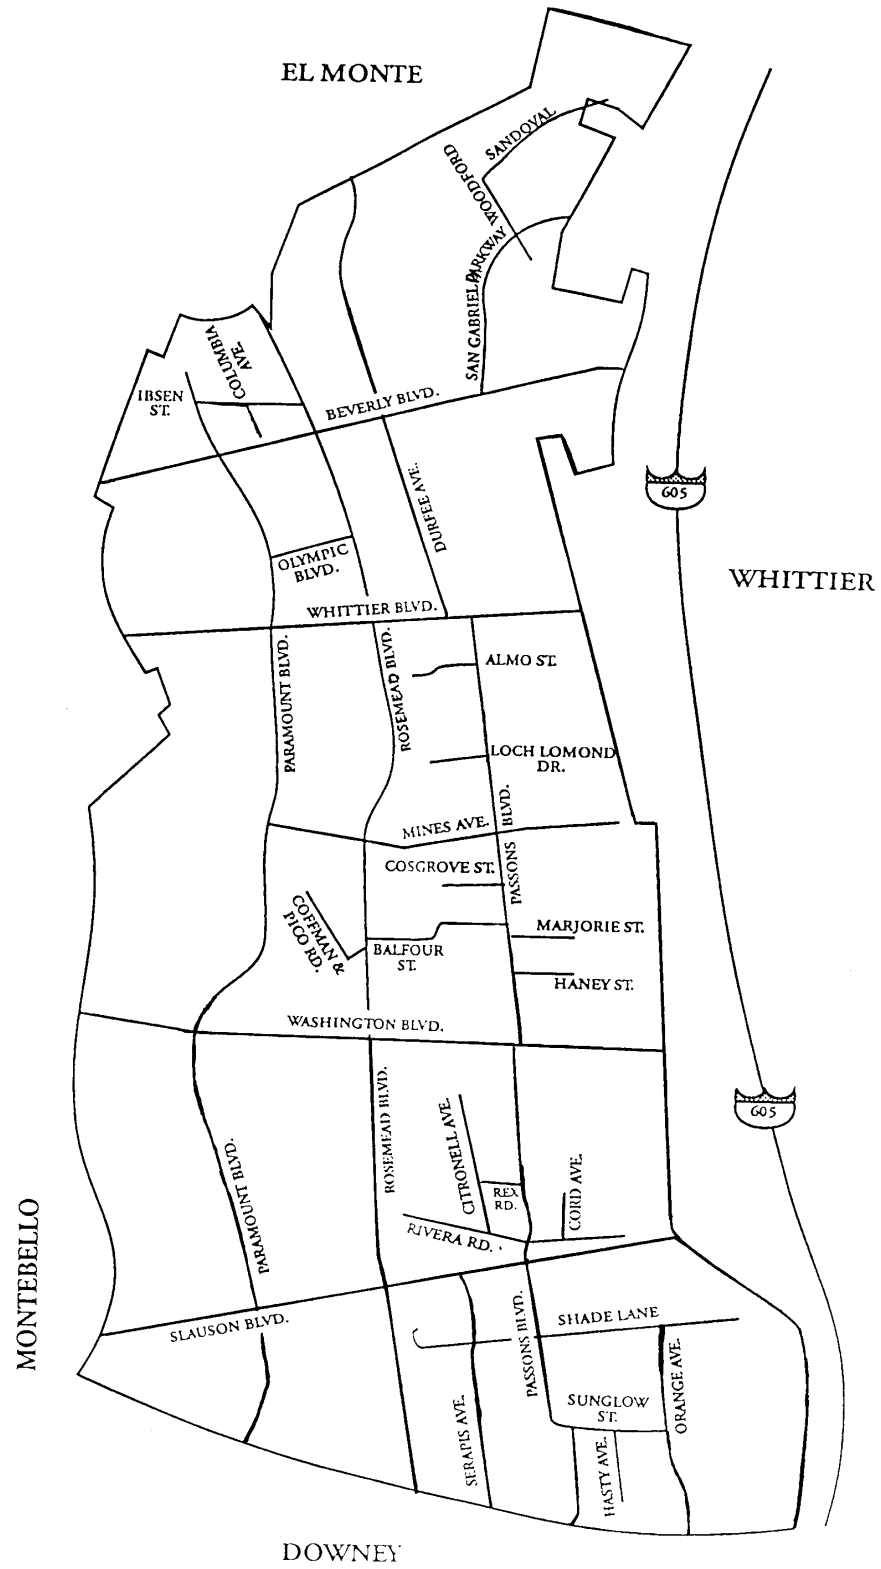 EL MONTE
SANDOVAL
WOODFORD
SAN GABRIEL PARKWAY
COLUMBIA
AVE.
IBSEN
ST.
BEVERLY BLVD.
DURFEE AVE.
605
OLYMPIC
BLVD.
WHITTIER
WHITTIER BLVD.
PARAMOUNT BLVD.
ROSEMEAD BLVD.
ALMO ST.
LOCH LOMOND
DR.
PASSONS BLVD.
MINES AVE.
COSGROVE ST.
COFFMAN &
PICO RD.
MARJORIE ST.
BALFOUR
ST.
HANEY ST.
WASHINGTON BLVD.
ROSEMEAD BLVD.
CITRONELL AVE.
605
PARAMOUNT BLVD.
REX
RD.
CORD AVE.
RIVERA RD.
MONTEBELLO
SLAUSON BLVD.
PASSONS BLVD.
SHADE LANE
ORANGE AVE.
SERAPIS AVE.
SUNGLOW
ST.
HASTY AVE.
DOWNEY